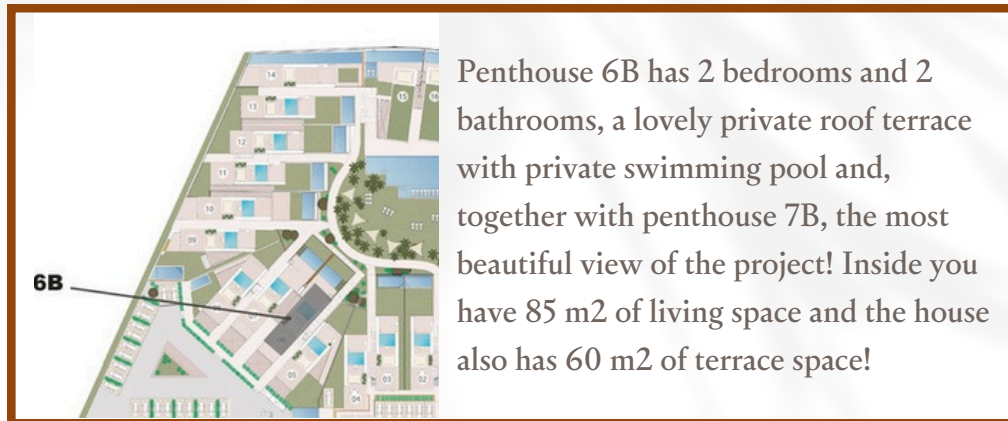 Penthouse 6B has 2 bedrooms and 2
bathrooms, a lovely private roof terrace
with private swimming pool and,
together with penthouse 7B, the most
beautiful view of the project! Inside you
have 85 m2 of living space and the house
also has 60 m2 of terrace space!
14
13
15
16
12
11
10
09
6B
06
05
03
02
04